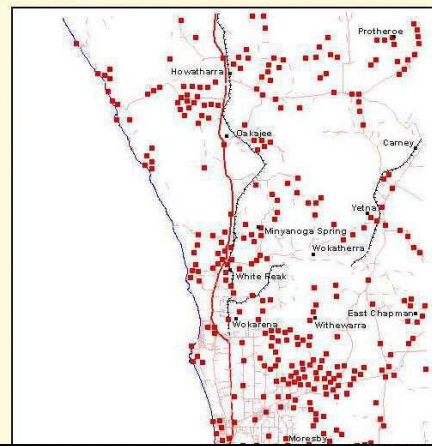 Protheroe
Howatharra
Oakajee
Carney
Yetna
Minyanoga Spring
Wokatherra
White Peak
East Chapman
Wokarena
Withewarra
Moresby